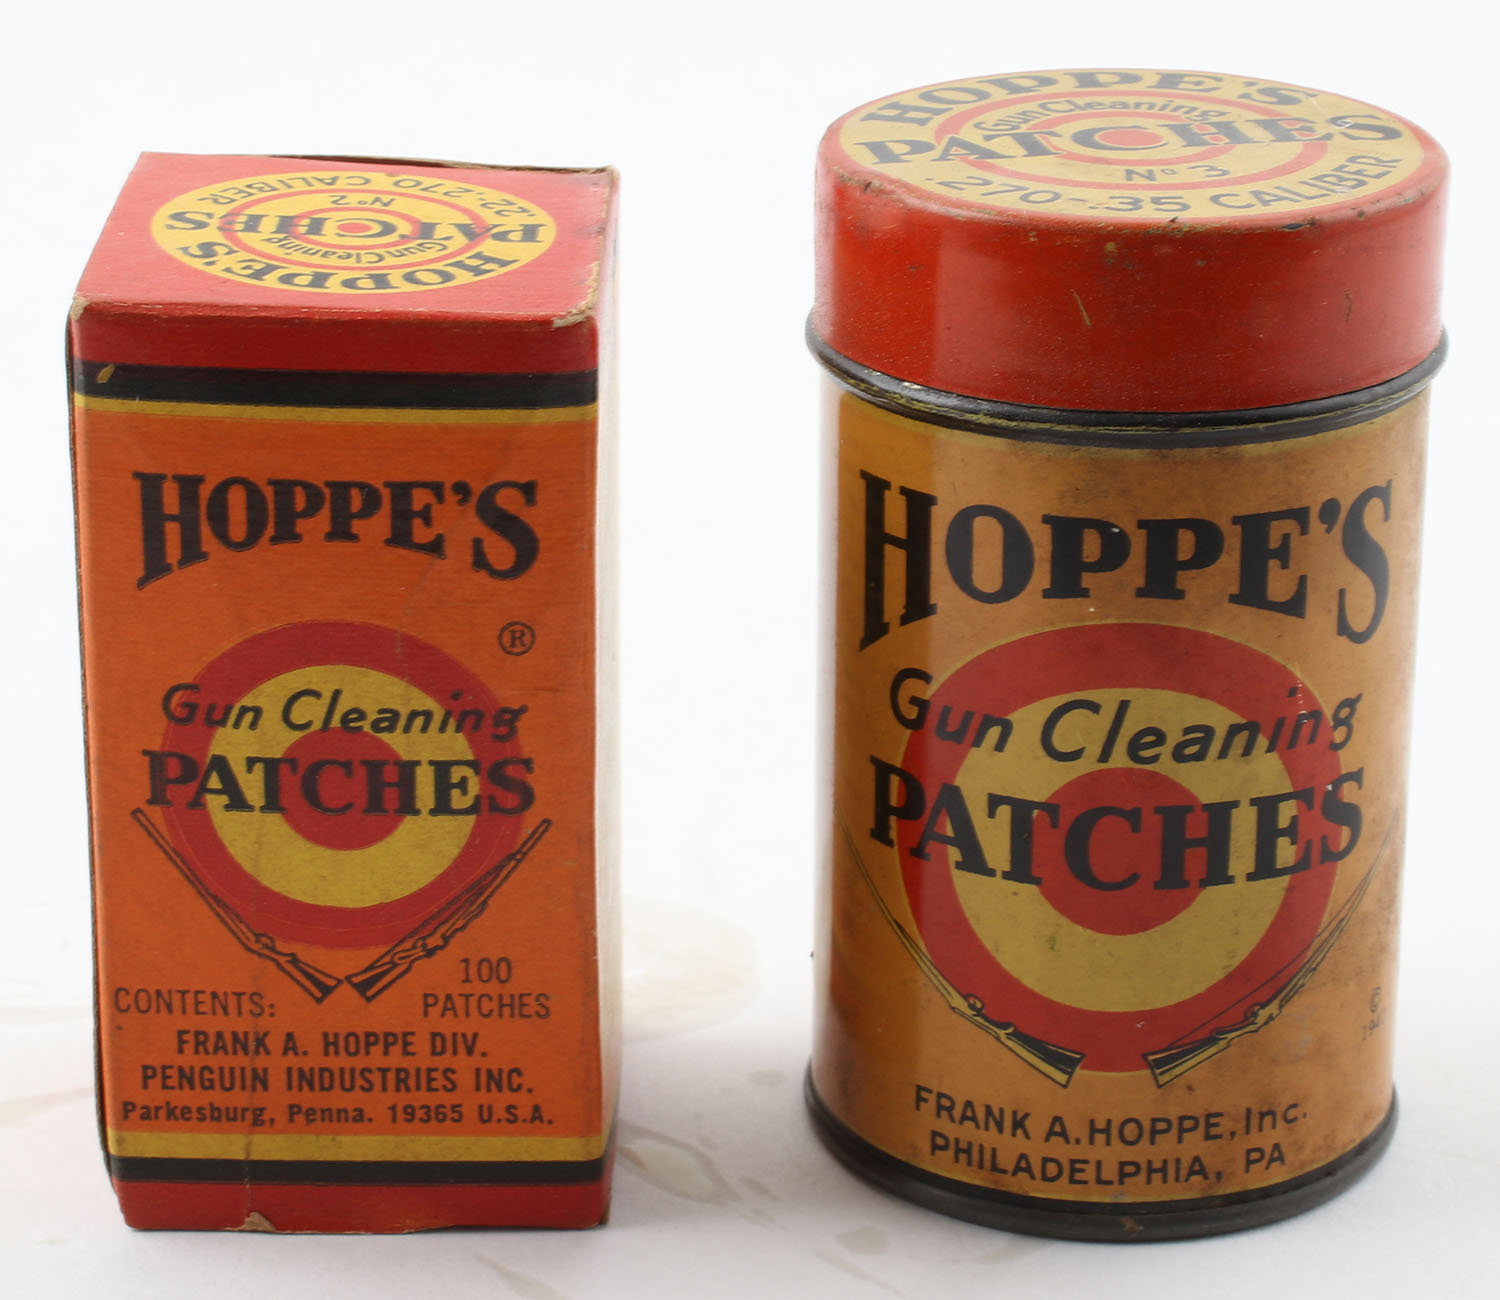 HOPPE'S
Gun Cleaning
PATCHES
Nº 2
.22-.270 CALIBER
HOPPE'S
®
Gun Cleaning
PATCHES
CONTENTS: 100 PATCHES
FRANK A. HOPPE DIV.
PENGUIN INDUSTRIES INC.
Parkesburg, Penna. 19365 U.S.A.
HOPPE'S
Gun Cleaning
PATCHES
Nº 3
.270-.35 CALIBER
HOPPE'S
Gun Cleaning
PATCHES
©
FRANK A. HOPPE, Inc.
PHILADELPHIA, PA